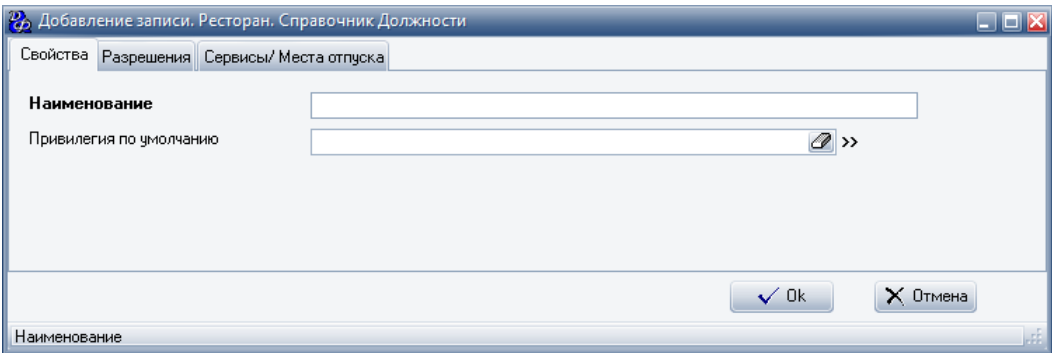 Добавление записи. Ресторан. Справочник Должности
Свойства Разрешения Сервисы/ Места отпуска
Наименование
Привилегия по умолчанию >>
Ok Отмена
Наименование